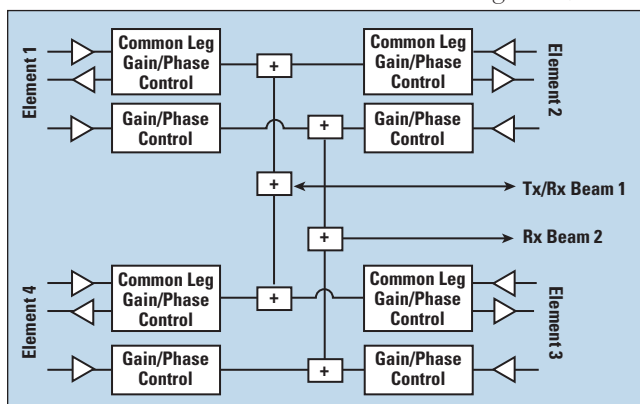 Element 1
Common Leg
Gain/Phase
Control
+
Common Leg
Gain/Phase
Control
Element 2
Gain/Phase
Control
+
Gain/Phase
Control
+
Tx/Rx Beam 1
+
Rx Beam 2
Element 4
Common Leg
Gain/Phase
Control
+
Common Leg
Gain/Phase
Control
Element 3
Gain/Phase
Control
+
Gain/Phase
Control